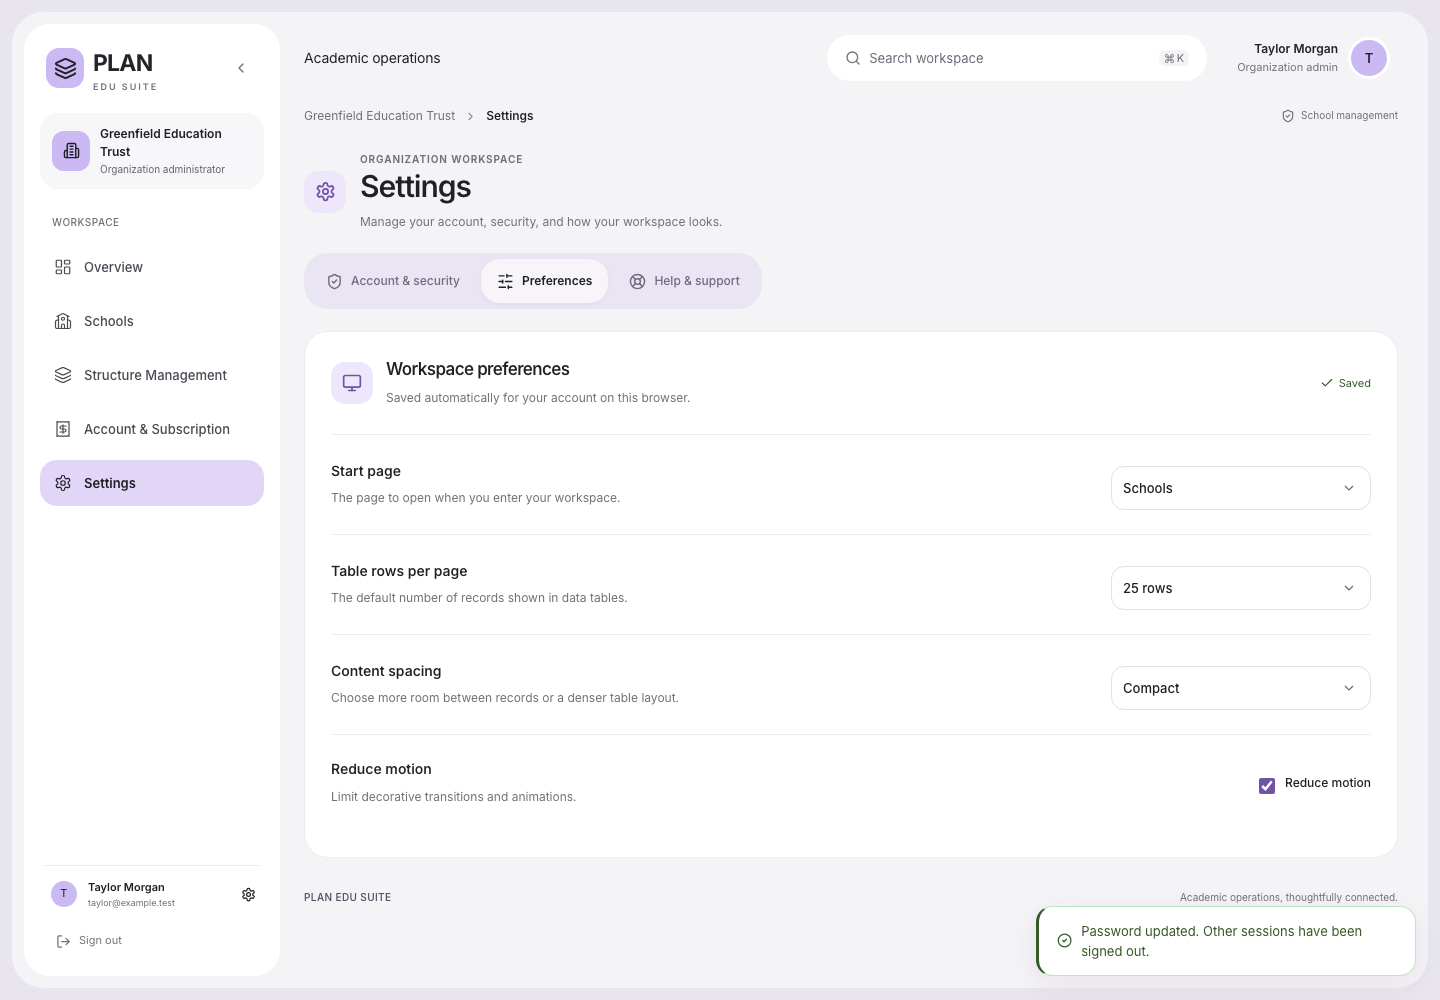 PLAN
EDU SUITE
Greenfield Education
Trust
Organization administrator
WORKSPACE
Overview
Schools
Structure Management
Account & Subscription
Settings
T
Taylor Morgan
taylor@example.test
Sign out
Academic operations
Search workspace
⌘K
Taylor Morgan
Organization admin
T
Greenfield Education Trust > Settings
School management
ORGANIZATION WORKSPACE
Settings
Manage your account, security, and how your workspace looks.
Account & security
Preferences
Help & support
Workspace preferences
Saved automatically for your account on this browser.
Saved
Start page
The page to open when you enter your workspace.
Schools
Table rows per page
The default number of records shown in data tables.
25 rows
Content spacing
Choose more room between records or a denser table layout.
Compact
Reduce motion
Limit decorative transitions and animations.
Reduce motion
PLAN EDU SUITE
Academic operations, thoughtfully connected.
Password updated. Other sessions have been
signed out.